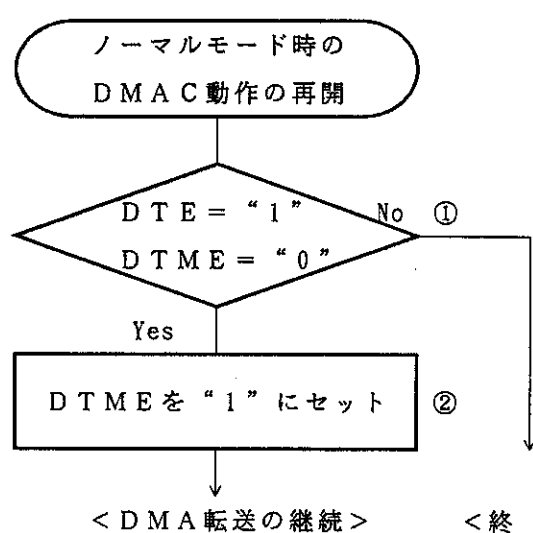 ノーマルモード時の
DMAC動作の再開
DTE=“1”
DTME=“0”
No ①
Yes
DTMEを“1”にセット ②
<DMA転送の継続> <終